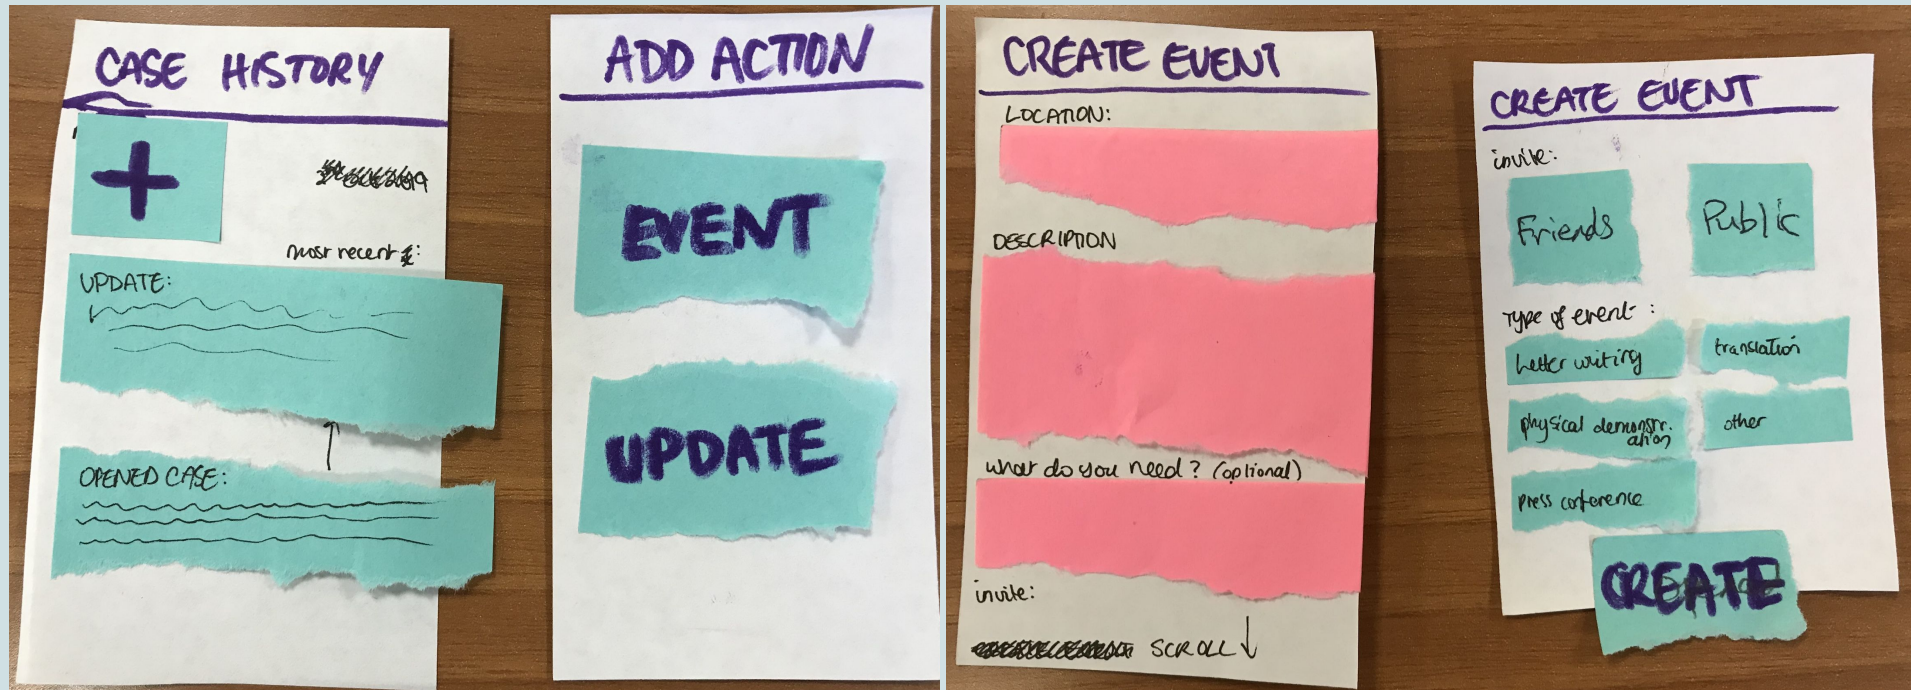 CASE HISTORY
+
most recent :
UPDATE:
OPENED CASE:
ADD ACTION
EVENT
UPDATE
CREATE EVENT
LOCATION:
DESCRIPTION
what do you need? (optional)
invite:
SCROLL ↓
CREATE EVENT
invite:
Friends
Public
Type of event :
letter writing
translation
physical demonstr.
ation
other
press conference
CREATE